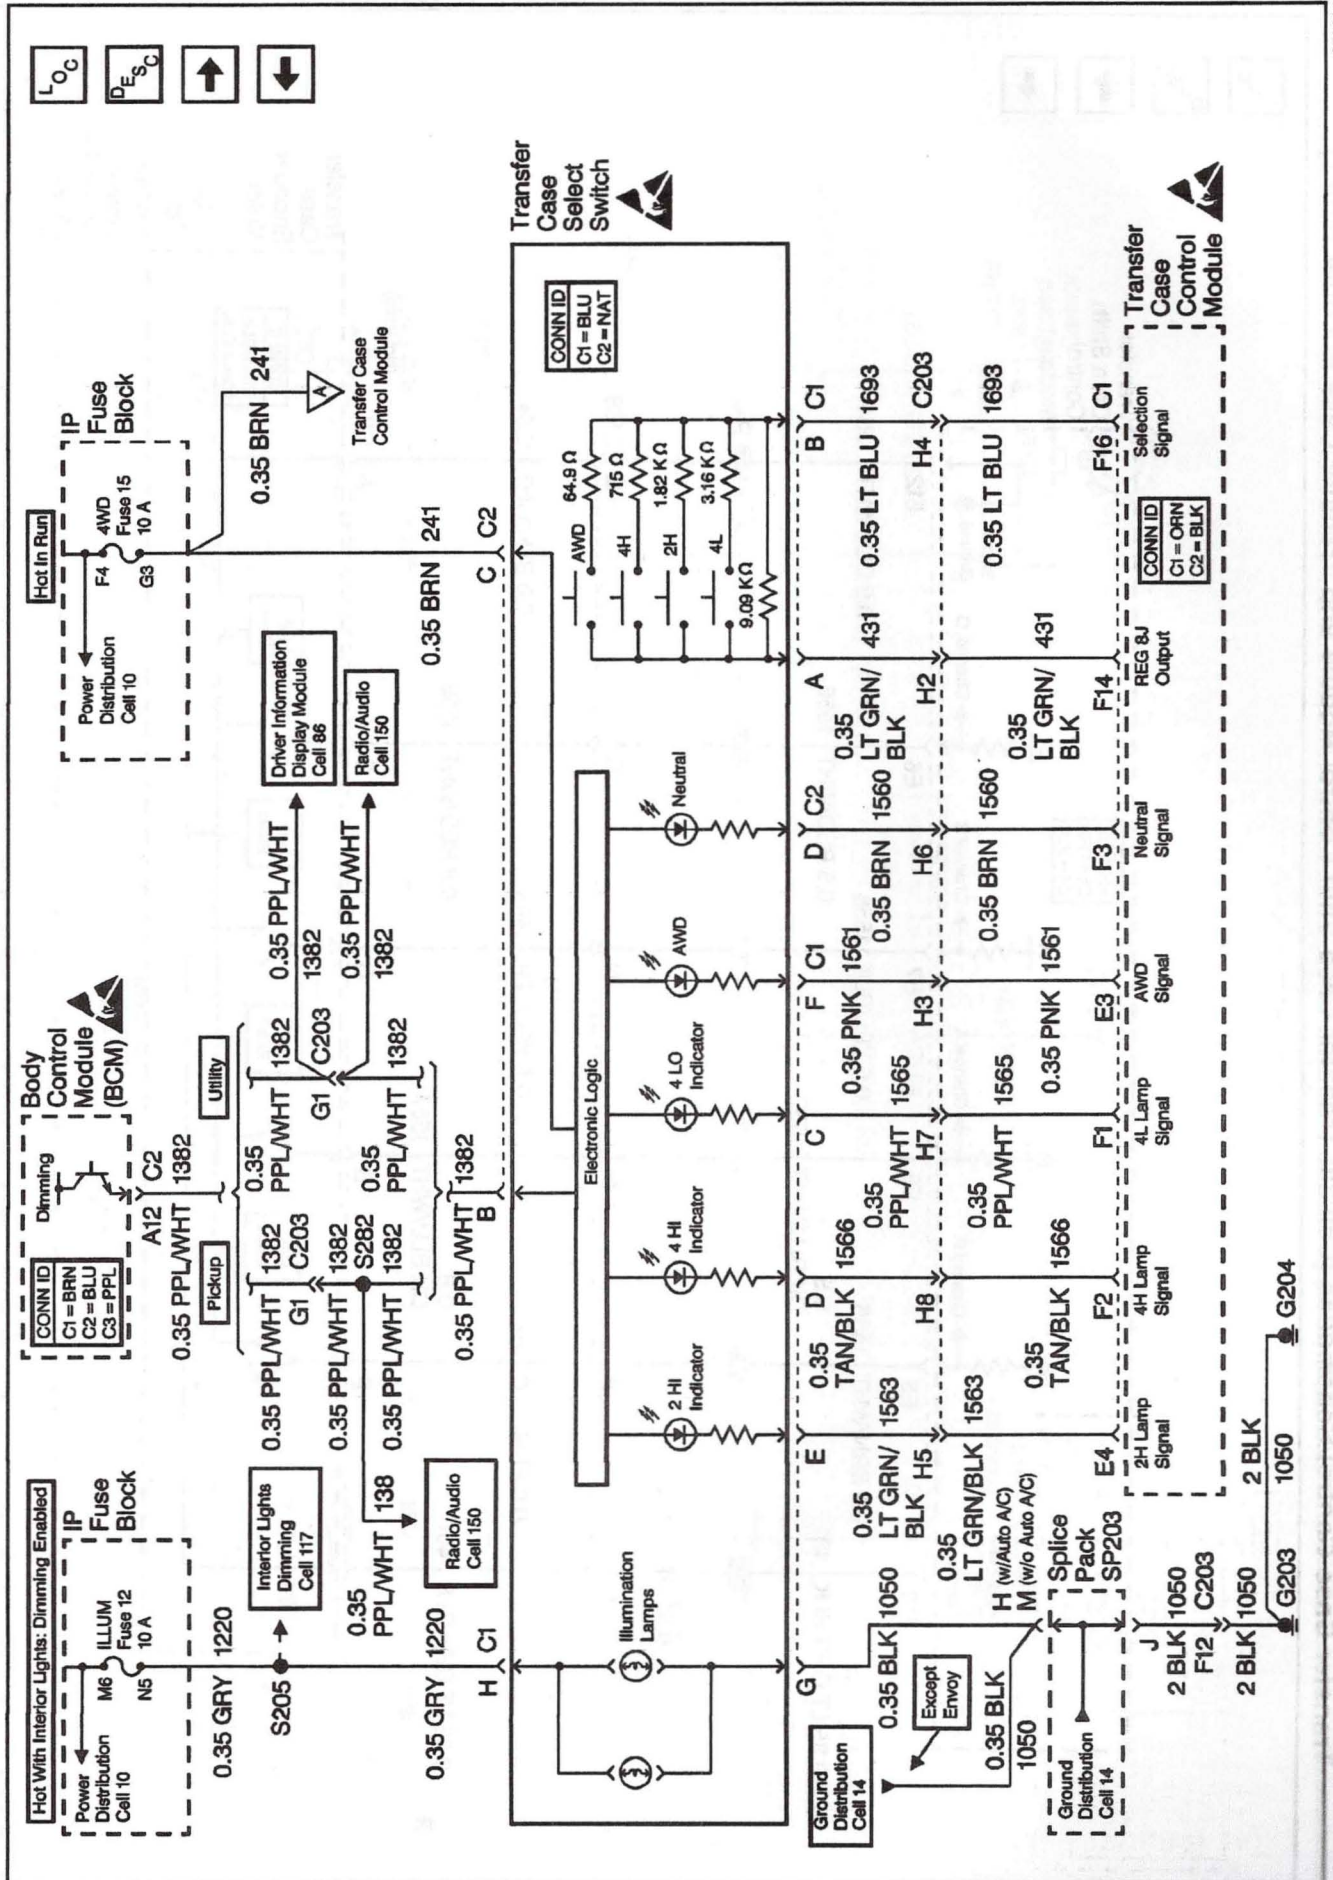 LOC
DESC
Hot With Interior Lights: Dimming Enabled
IP
Fuse
Block
Power
Distribution
Cell 10
M6
ILLUM
Fuse 12
10 A
N5
0.35 GRY 1220
S205
Interior Lights
Dimming
Cell 117
0.35 GRY 1220
H C1
Body
Control
Module
(BCM)
Dimming
CONN ID
C1 = BRN
C2 = BLU
C3 = PPL
A12 C2
0.35 PPL/WHT 1382
Pickup
Utility
0.35 PPL/WHT 1382
G1 C203
0.35 PPL/WHT 1382
S282
0.35 PPL/WHT 1382
0.35
PPL/WHT 138
Radio/Audio
Cell 150
0.35
PPL/WHT 1382
G1 C203
0.35
PPL/WHT 1382
0.35 PPL/WHT
1382
Driver Information
Display Module
Cell 86
0.35 PPL/WHT
1382
Radio/Audio
Cell 150
0.35 PPL/WHT 1382
B
Hot In Run
IP
Fuse
Block
Power
Distribution
Cell 10
F4
4WD
Fuse 15
10 A
G3
0.35 BRN 241
A
Transfer Case
Control Module
0.35 BRN 241
C C2
Transfer
Case
Select
Switch
CONN ID
C1 = BLU
C2 = NAT
Illumination
Lamps
Electronic Logic
2 HI
Indicator
4 HI
Indicator
4 LO
Indicator
AWD
Neutral
AWD
64.9 Ω
4H
715 Ω
2H
1.82 KΩ
4L
3.16 KΩ
9.09 KΩ
G
E
D
C
F C1
D C2
A
B C1
0.35 BLK 1050
0.35
LT GRN/
BLK 1563
0.35
TAN/BLK 1566
0.35
PPL/WHT 1565
0.35 PNK 1561
0.35 BRN 1560
0.35
LT GRN/
BLK 431
0.35 LT BLU 1693
H5
H8
H7
H3
H6
H2
H4 C203
0.35
LT GRN/BLK 1563
0.35
TAN/BLK 1566
0.35
PPL/WHT 1565
0.35 PNK 1561
0.35 BRN 1560
0.35
LT GRN/
BLK 431
0.35 LT BLU 1693
E4
F2
F1
E3
F3
F14
F16 C1
2H Lamp
Signal
4H Lamp
Signal
4L Lamp
Signal
AWD
Signal
Neutral
Signal
REG 8J
Output
Selection
Signal
CONN ID
C1 = ORN
C2 = BLK
Transfer
Case
Control
Module
Ground
Distribution
Cell 14
Except
Envoy
0.35 BLK
1050
H (w/Auto A/C)
M (w/o Auto A/C)
Splice
Pack
SP203
Ground
Distribution
Cell 14
J
2 BLK 1050
F12 C203
2 BLK 1050
G203
2 BLK
1050
G204